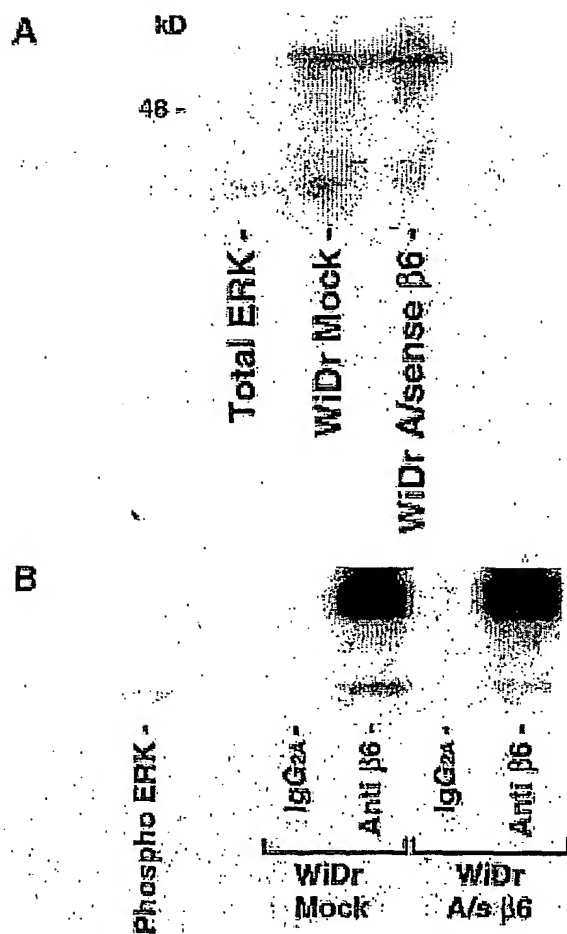 A
kD
46 -
Total ERK -
WiDr Mock -
WiDr A/sense β6 -
B
Phospho ERK -
IgG2A -
Anti β6 -
IgG2A -
Anti β6 -
WiDr
Mock
WiDr
A/s β6